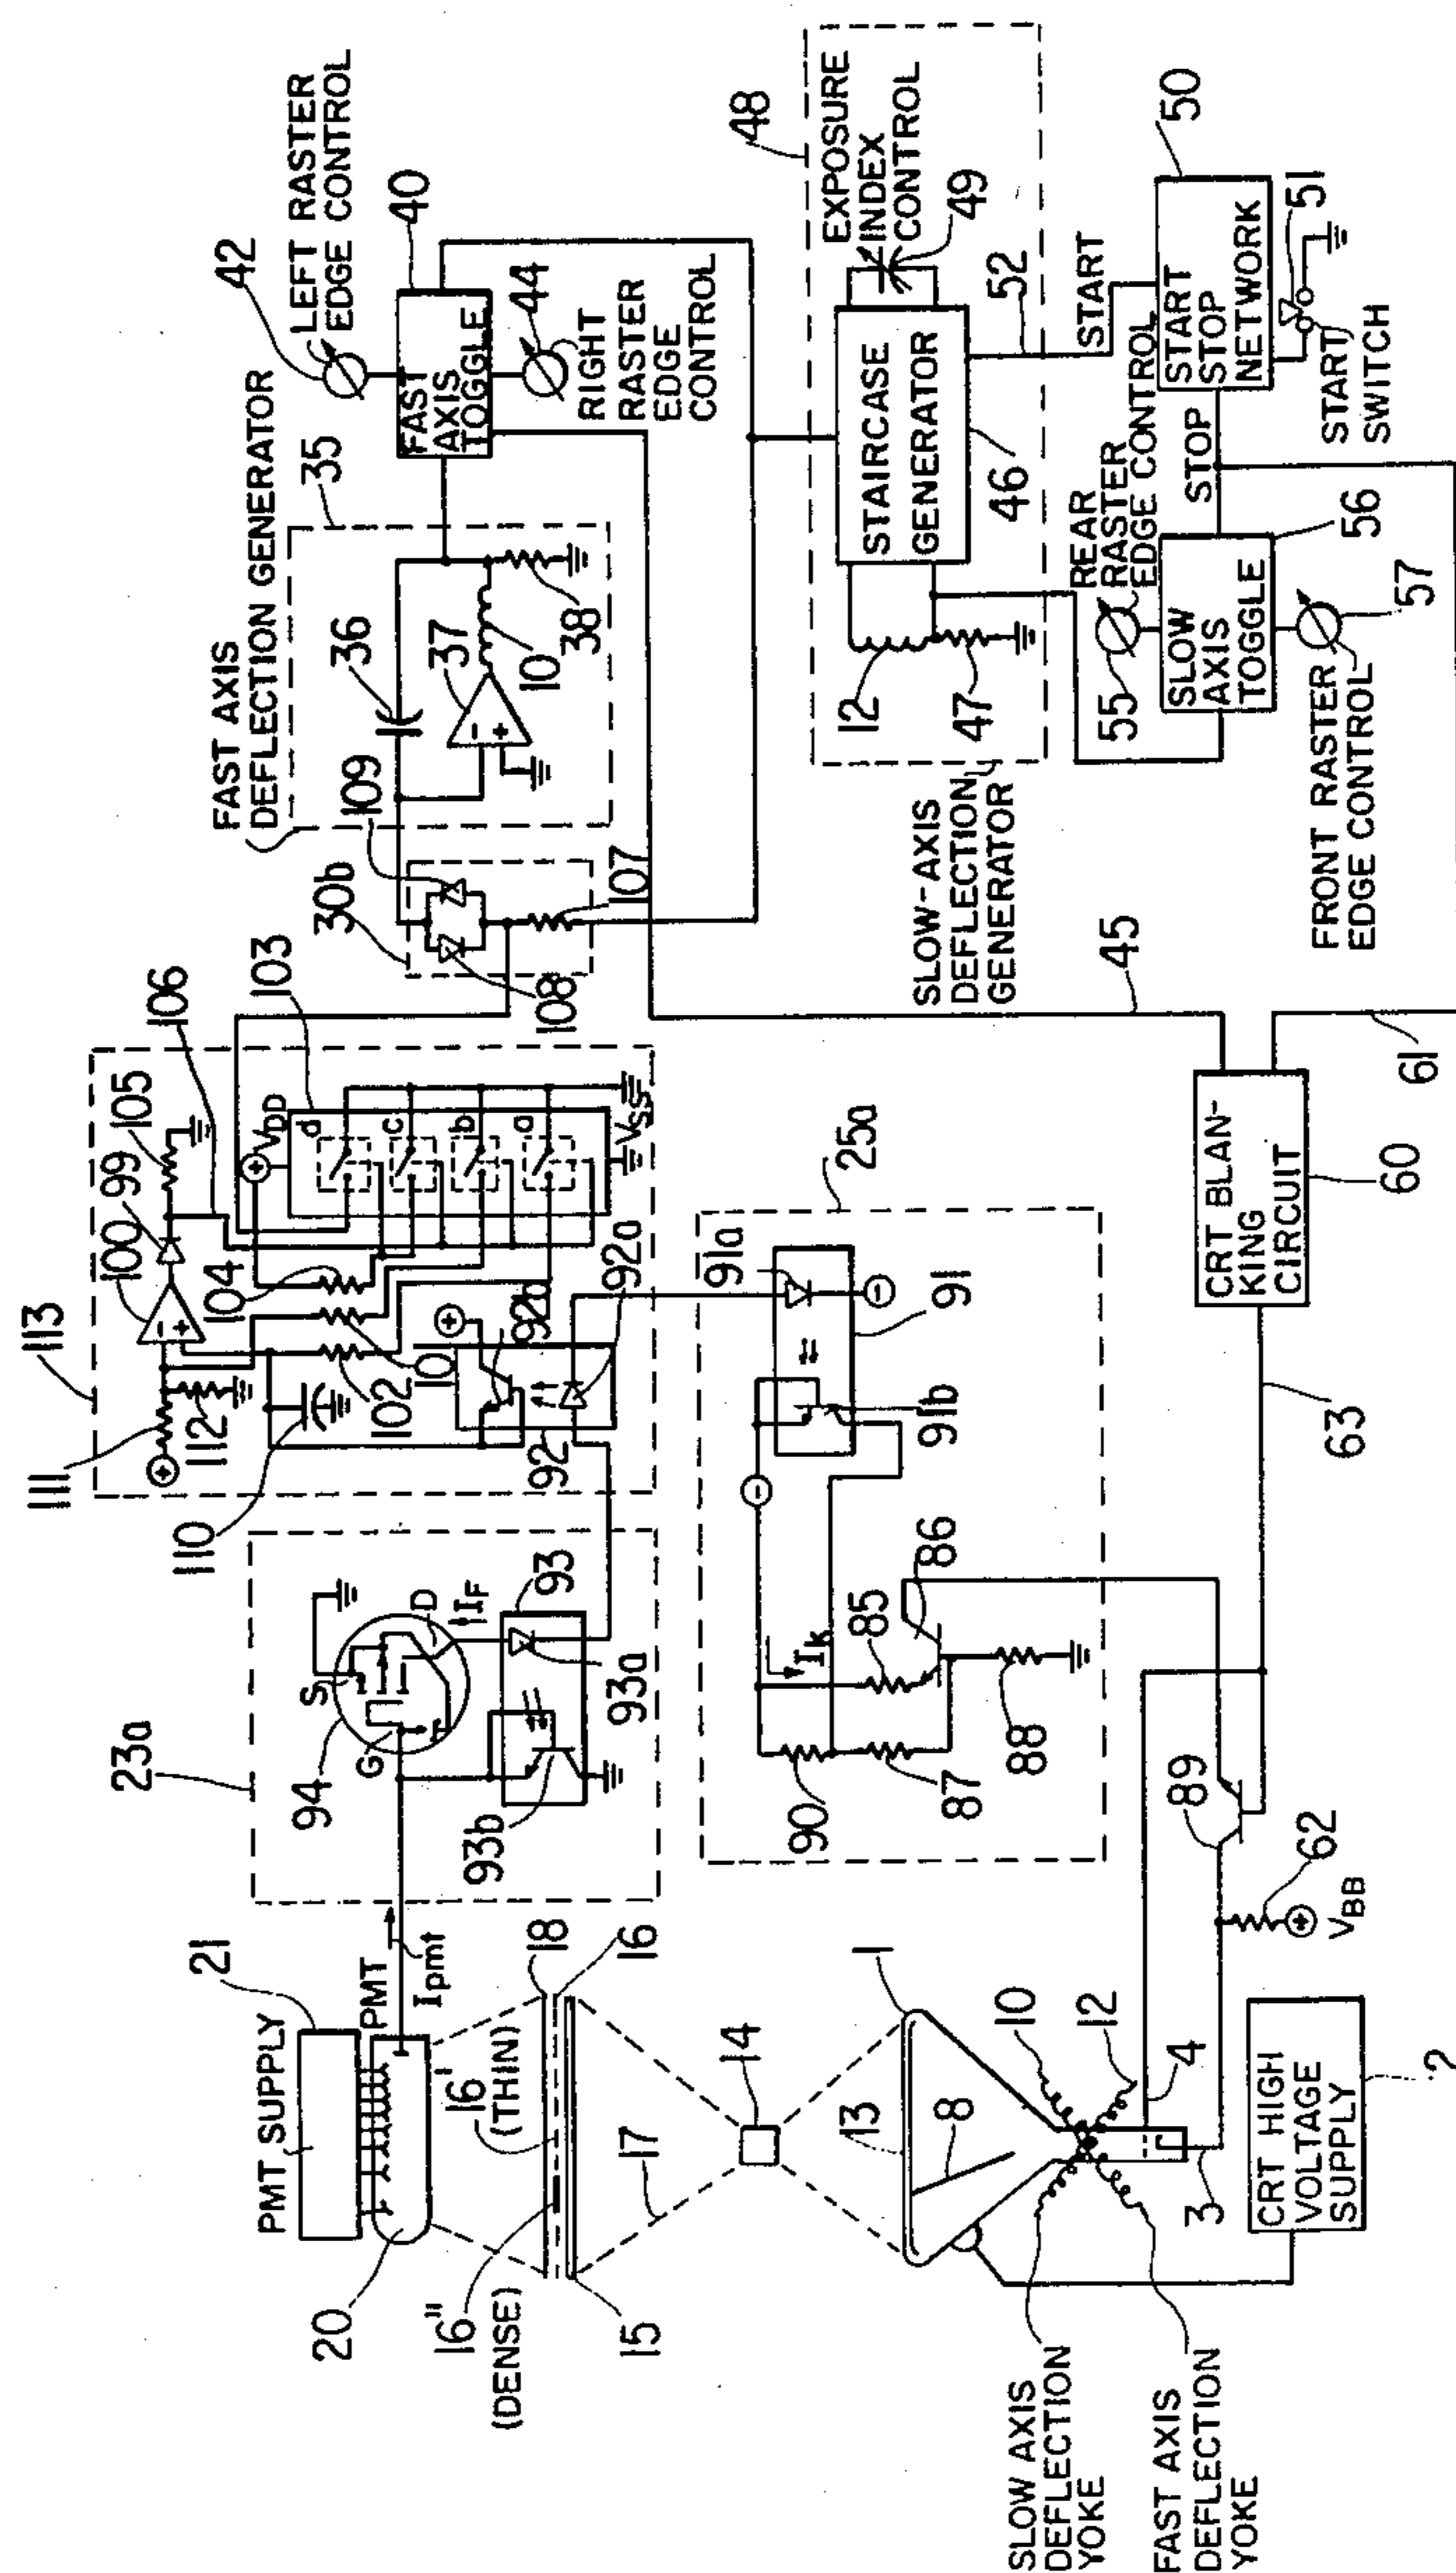 PMT SUPPLY
21
20
PMT
Ipmt
16"
(DENSE)
16'
(THIN)
18
16
15
17
14
13
8
1
10
12
4
3
SLOW AXIS
DEFLECTION
YOKE
FAST AXIS
DEFLECTION
YOKE
CRT HIGH
VOLTAGE
SUPPLY
2
VBB
62
89
23a
94
S
G
D
IF
93
93a
93b
25a
IK
85
86
87
88
90
91
91a
91b
113
111
112
110
100
99
105
106
104
101
102
92
92b
92a
103
VDD
d
c
b
a
VSS
30b
109
108
107
FAST AXIS
DEFLECTION GENERATOR
35
36
37
10
38
42
LEFT RASTER
EDGE CONTROL
40
FAST
AXIS
TOGGLE
44
RIGHT
RASTER
EDGE
CONTROL
48
EXPOSURE
INDEX
CONTROL
49
STAIRCASE
GENERATOR
46
12
47
SLOW-AXIS
DEFLECTION
GENERATOR
52
START
50
START
STOP
NETWORK
51
START
SWITCH
STOP
REAR
RASTER
EDGE CONTROL
55
SLOW
AXIS
TOGGLE
56
57
FRONT RASTER
EDGE CONTROL
45
61
CRT BLAN-
KING
CIRCUIT
60
63